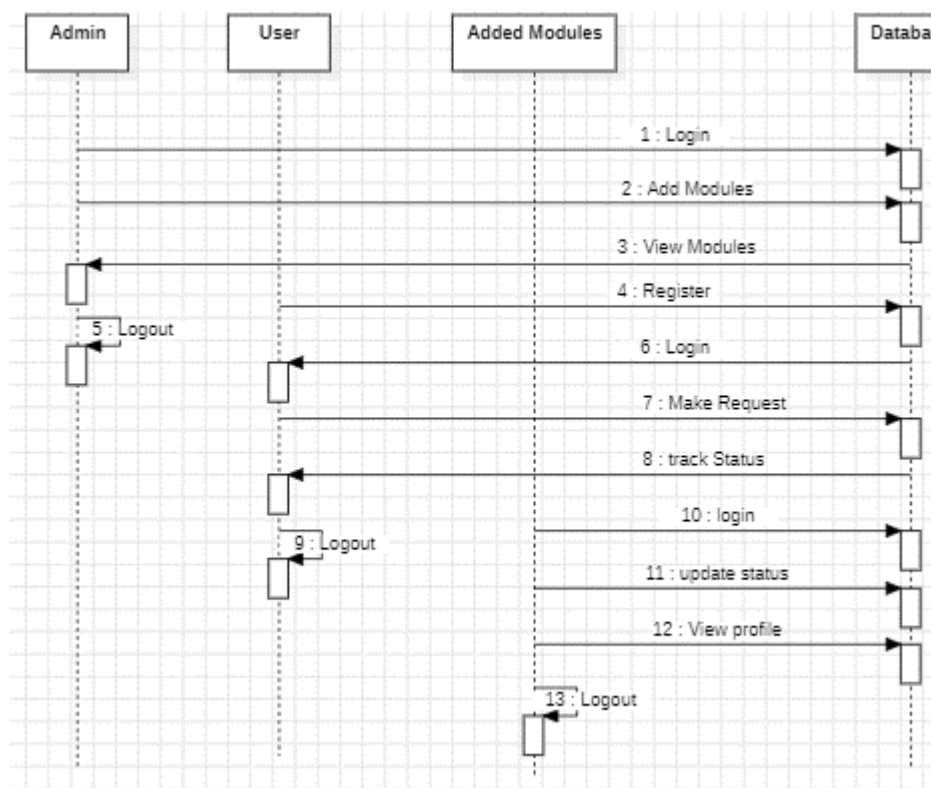 Admin
User
Added Modules
Databa
1 : Login
2 : Add Modules
3 : View Modules
4 : Register
5 : Logout
6 : Login
7 : Make Request
8 : track Status
10 : login
9 : Logout
11 : update status
12 : View profile
13 : Logout